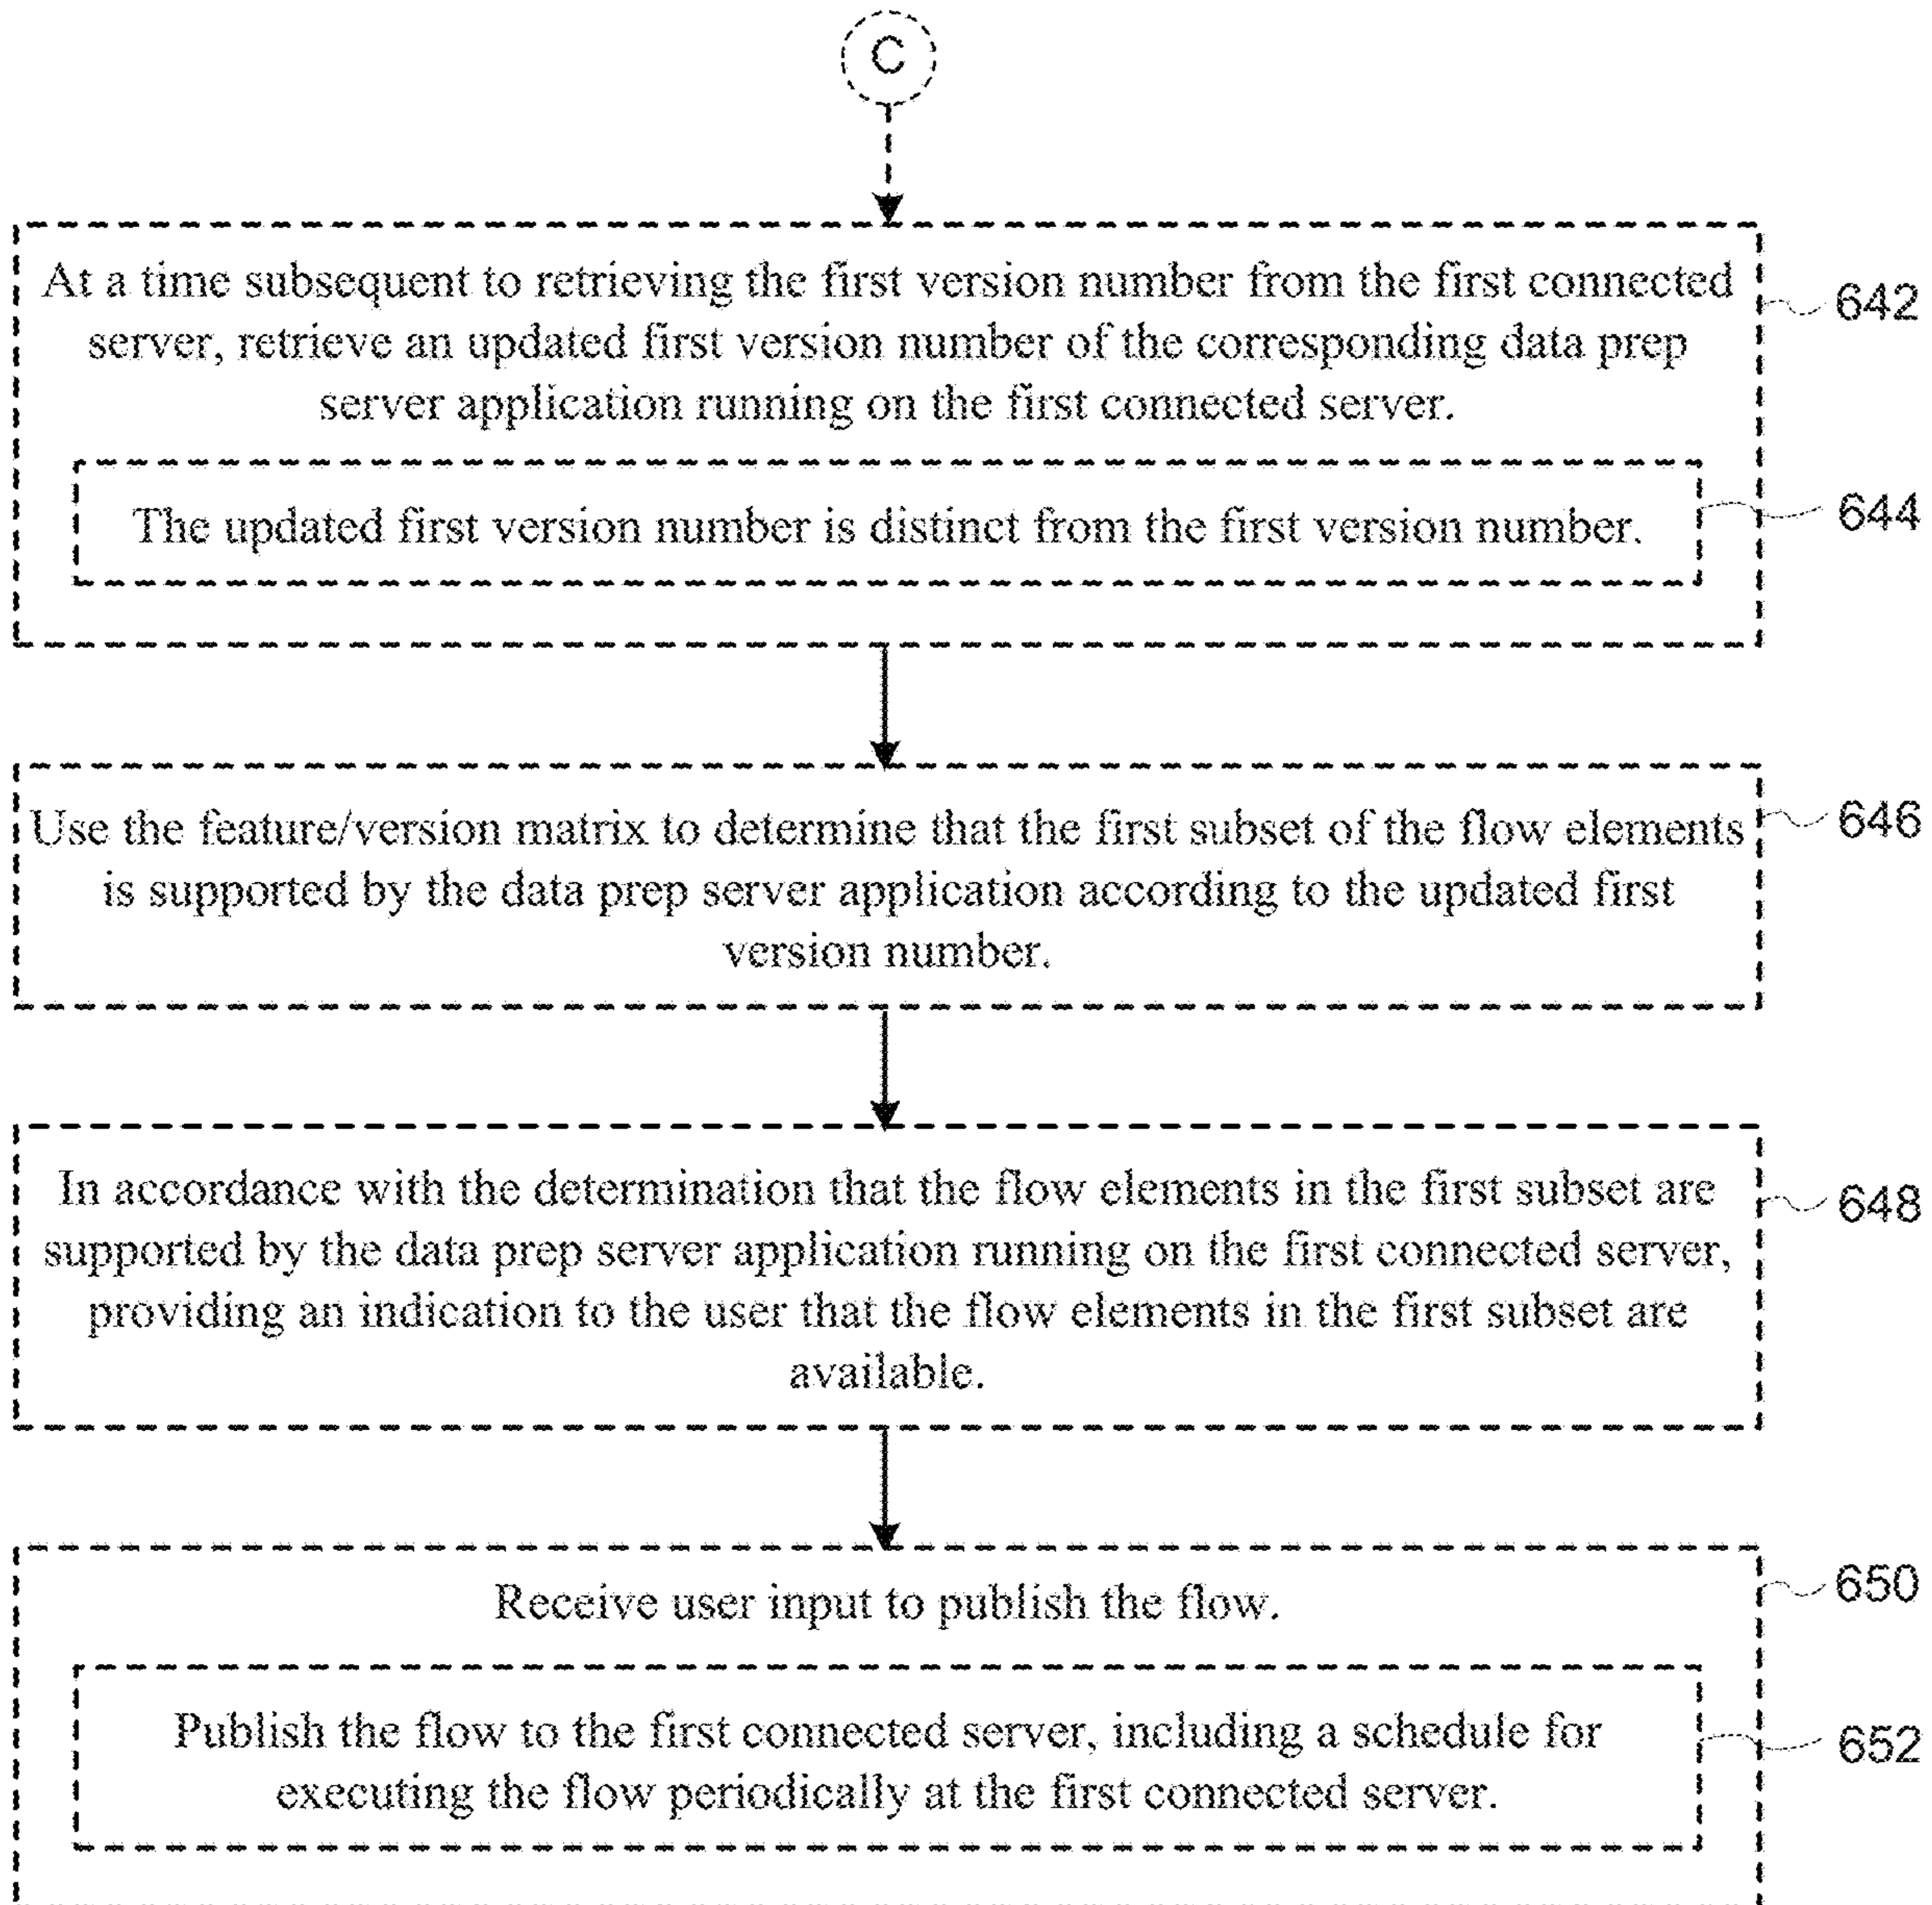 C
At a time subsequent to retrieving the first version number from the first connected
server, retrieve an updated first version number of the corresponding data prep
server application running on the first connected server.
642
The updated first version number is distinct from the first version number.
644
Use the feature/version matrix to determine that the first subset of the flow elements
is supported by the data prep server application according to the updated first
version number.
646
In accordance with the determination that the flow elements in the first subset are
supported by the data prep server application running on the first connected server,
providing an indication to the user that the flow elements in the first subset are
available.
648
Receive user input to publish the flow.
650
Publish the flow to the first connected server, including a schedule for
executing the flow periodically at the first connected server.
652